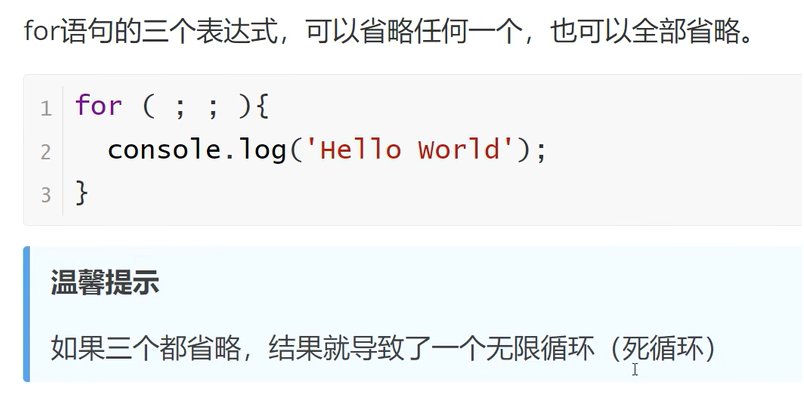 for语句的三个表达式，可以省略任何一个，也可以全部省略。
1 for ( ; ; ){
2   console.log('Hello World');
3 }
温馨提示
如果三个都省略，结果就导致了一个无限循环（死循环）